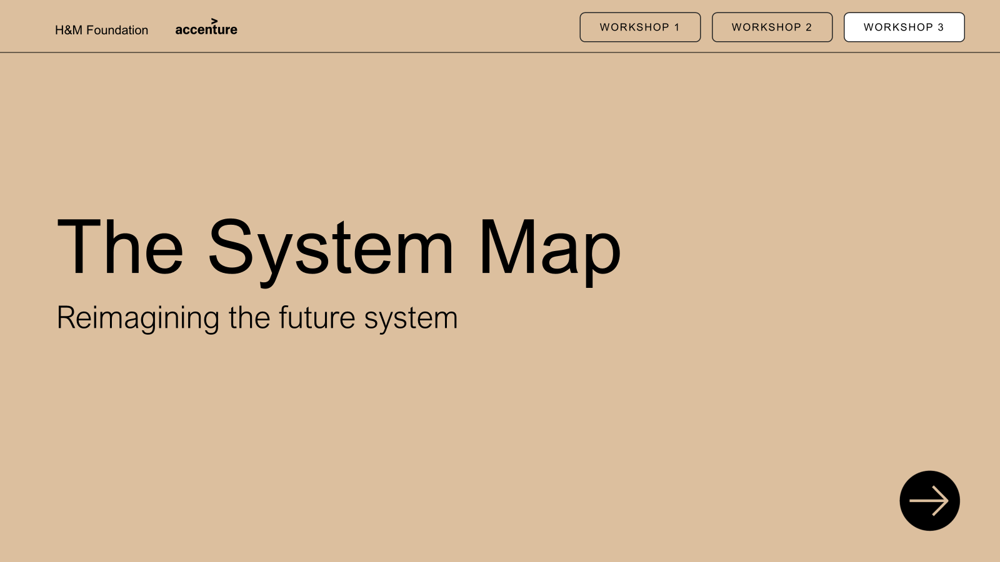 H&M Foundation
accenture
WORKSHOP 1
WORKSHOP 2
WORKSHOP 3
The System Map
Reimagining the future system